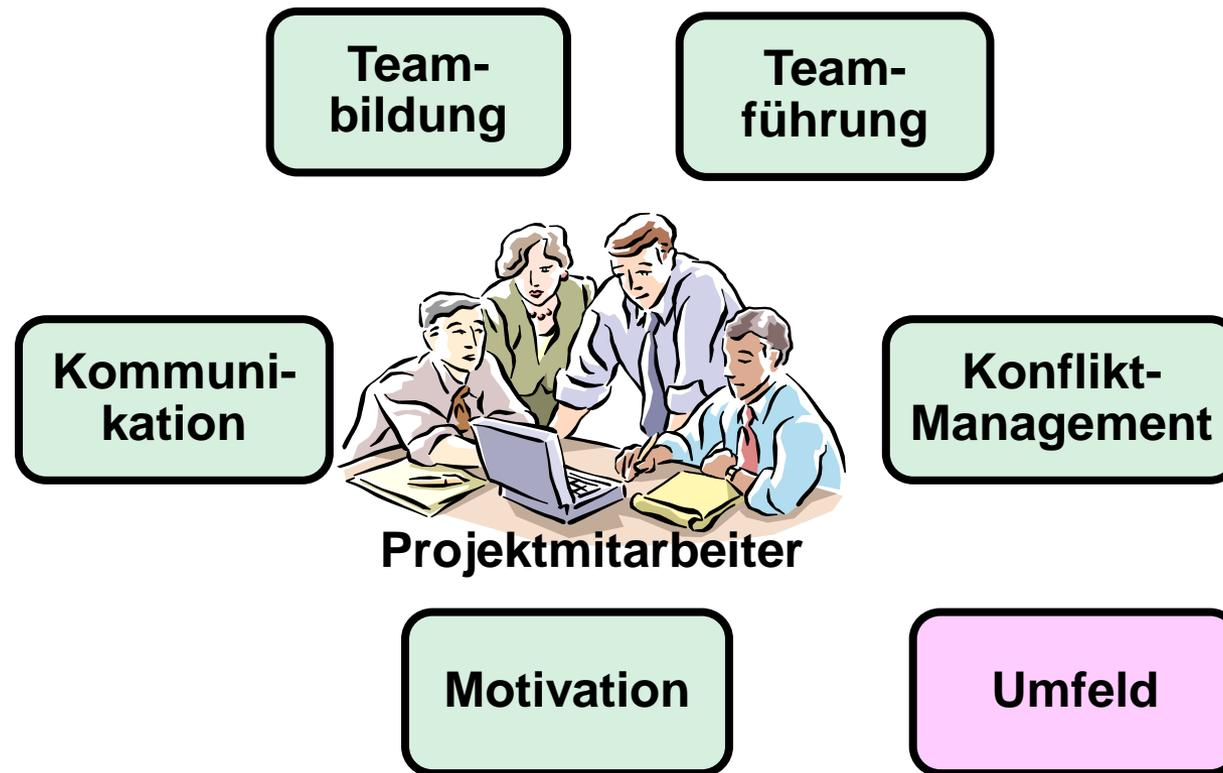 Team-
bildung
Team-
führung
Kommuni-
kation
Konflikt-
Management
Projektmitarbeiter
Motivation
Umfeld